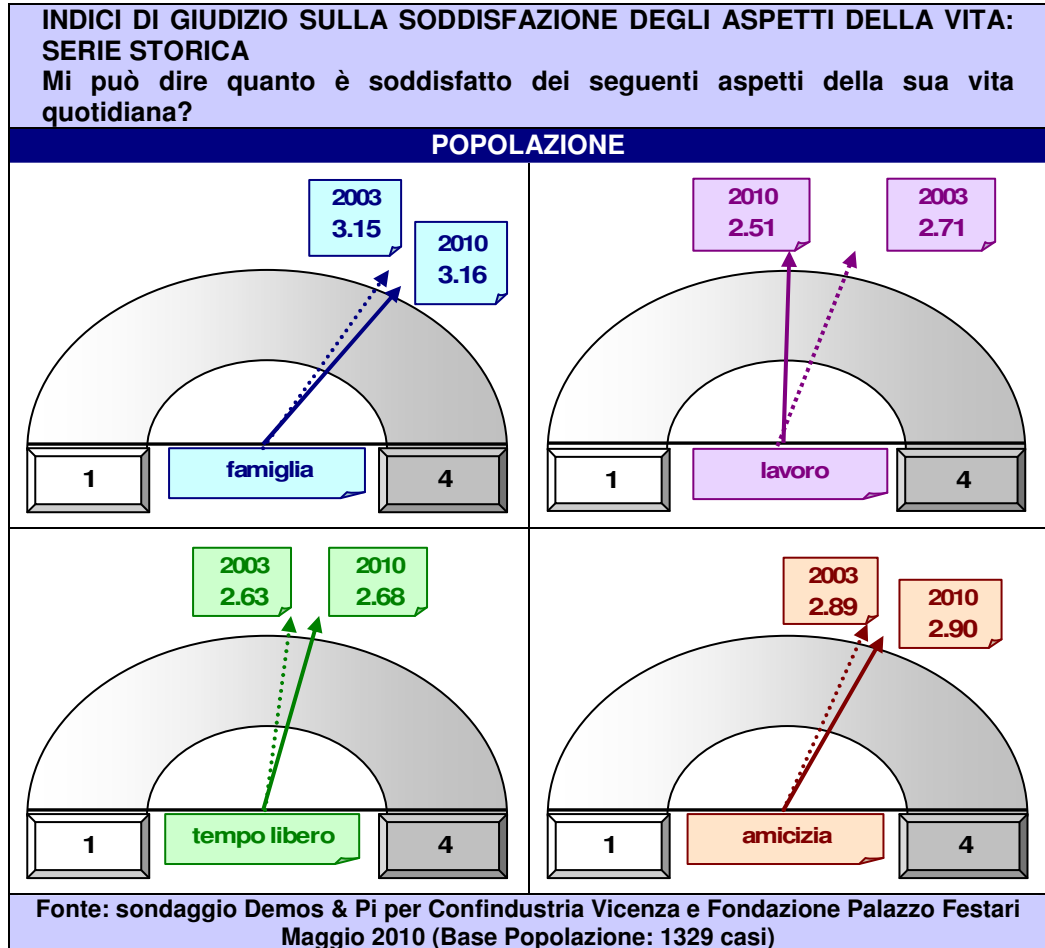 INDICI DI GIUDIZIO SULLA SODDISFAZIONE DEGLI ASPETTI DELLA VITA:
SERIE STORICA
Mi può dire quanto è soddisfatto dei seguenti aspetti della sua vita
quotidiana?
POPOLAZIONE
2003
3.15
2010
3.16
1
famiglia
4
2010
2.51
2003
2.71
1
lavoro
4
2003
2.63
2010
2.68
1
tempo libero
4
2003
2.89
2010
2.90
1
amicizia
4
Fonte: sondaggio Demos & Pi per Confindustria Vicenza e Fondazione Palazzo Festari
Maggio 2010 (Base Popolazione: 1329 casi)